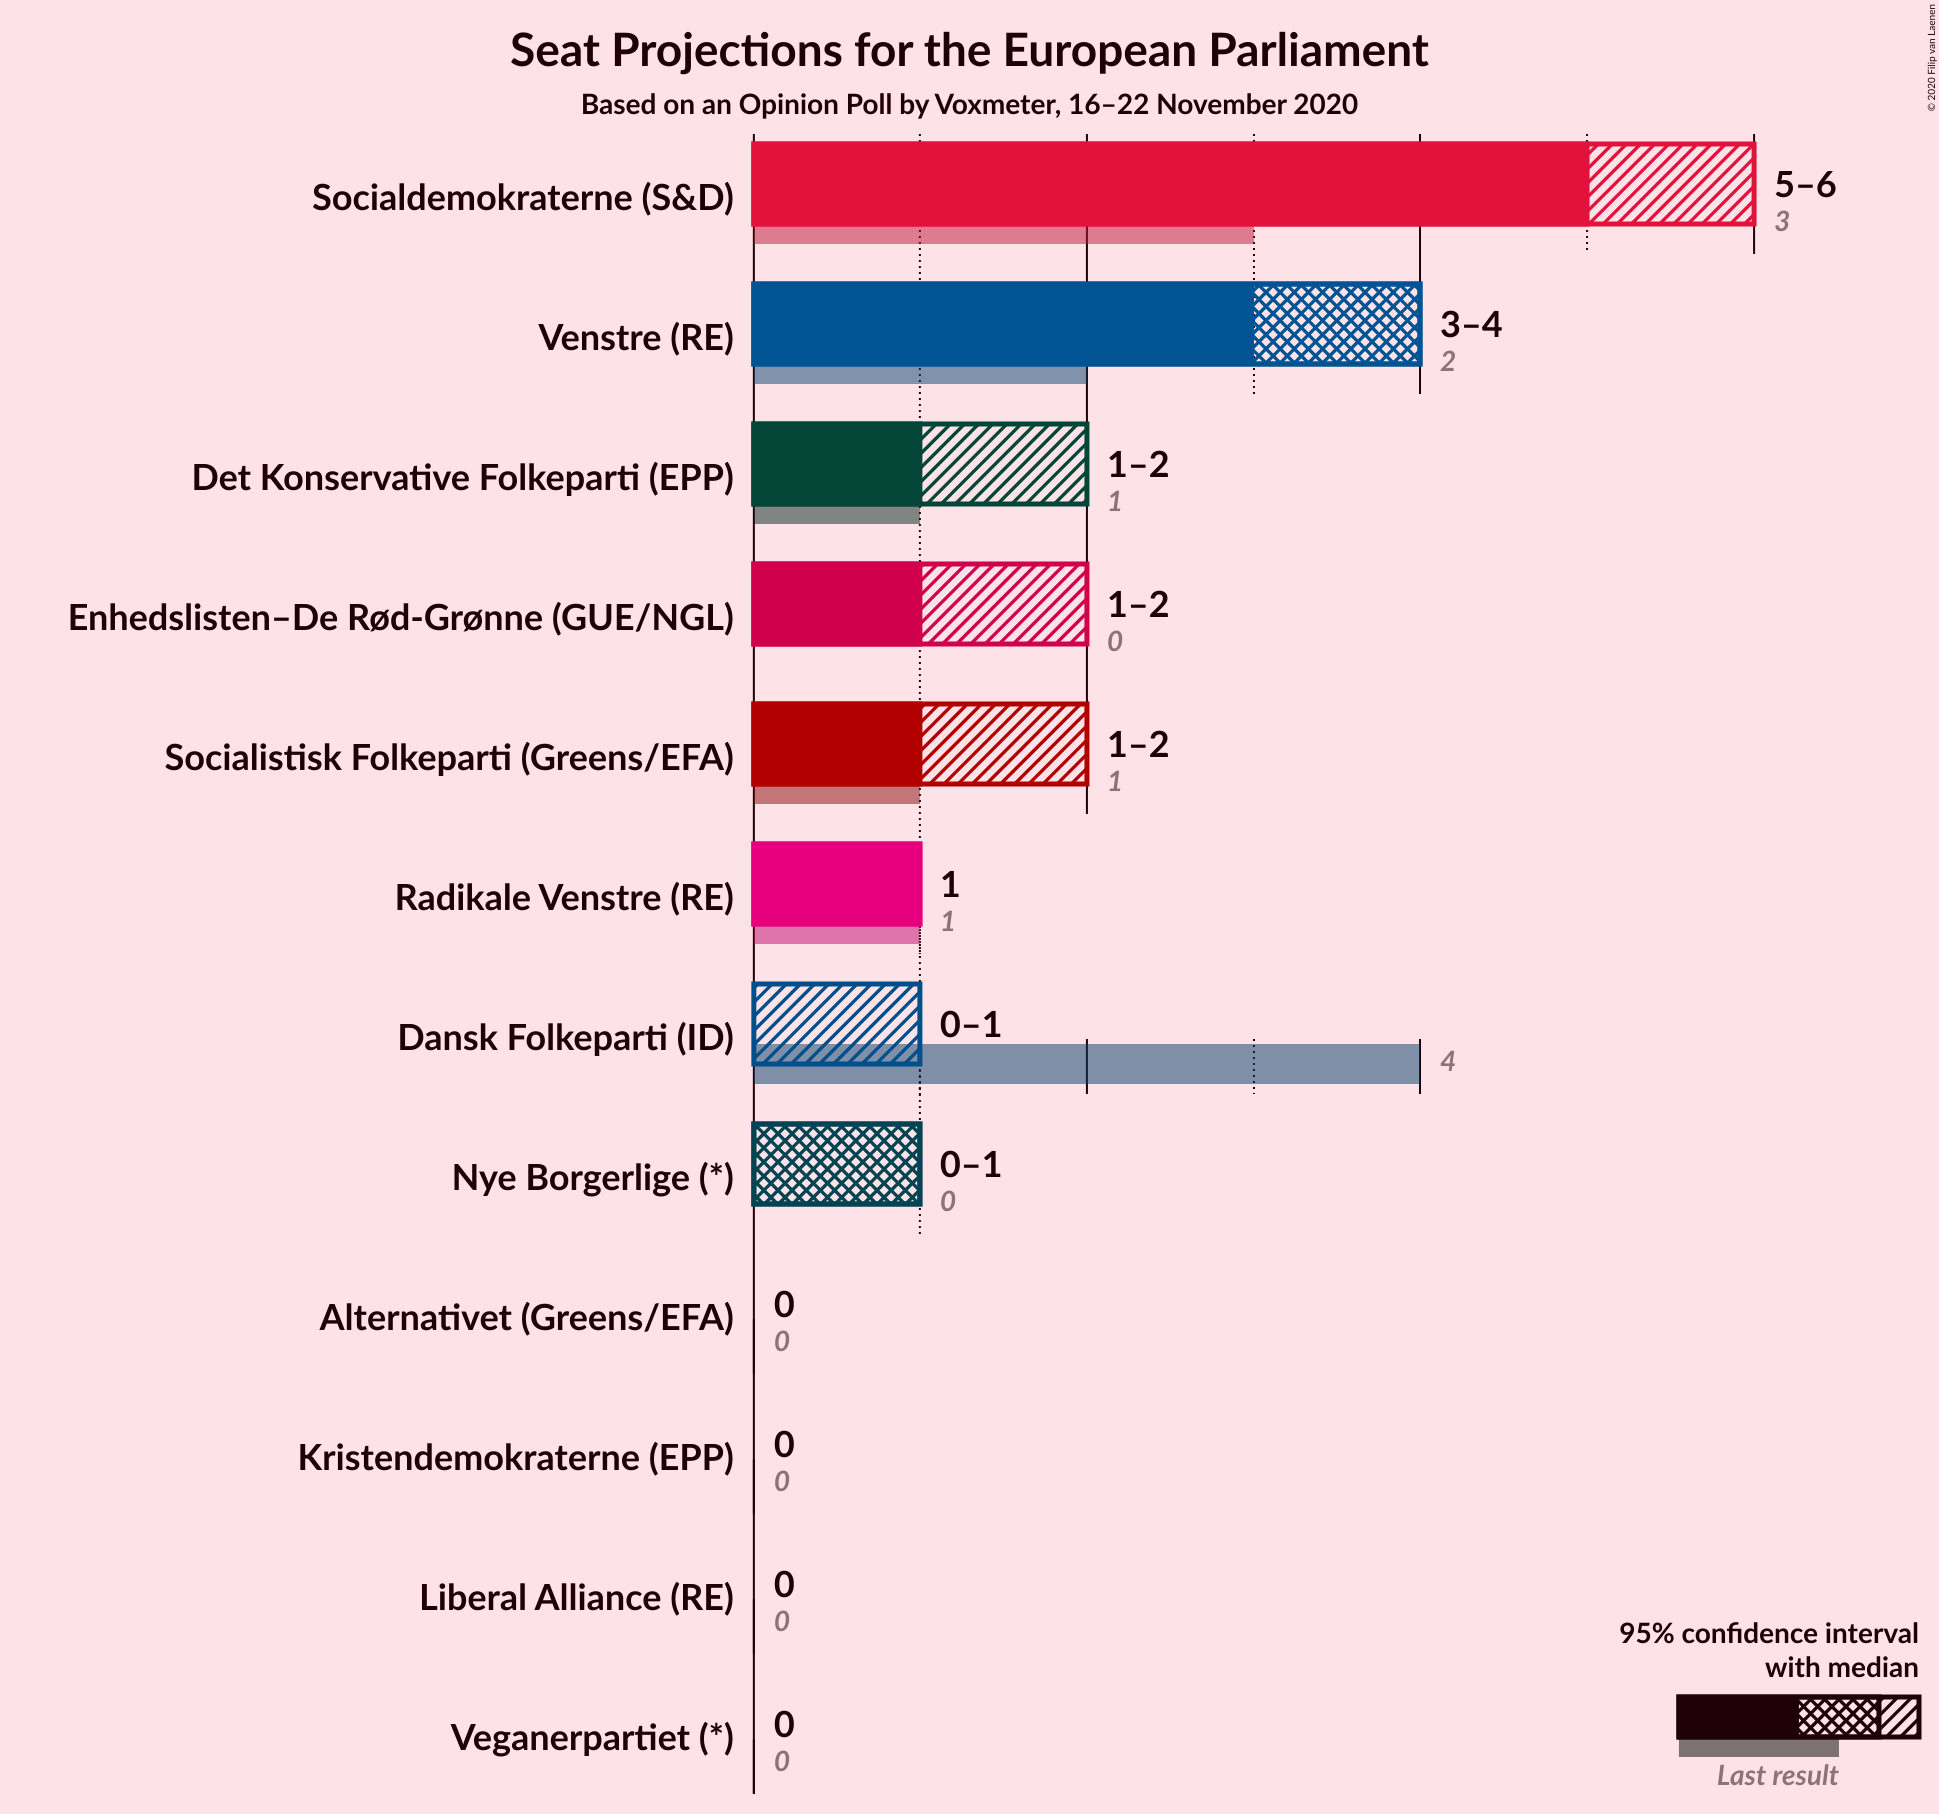 Seat Projections for the European Parliament
Based on an Opinion Poll by Voxmeter, 16–22 November 2020
© 2020 Filip van Laenen
Socialdemokraterne (S&D)
5–6
3
Venstre (RE)
3–4
2
Det Konservative Folkeparti (EPP)
1–2
1
Enhedslisten–De Rød-Grønne (GUE/NGL)
1–2
0
Socialistisk Folkeparti (Greens/EFA)
1–2
1
Radikale Venstre (RE)
1
1
Dansk Folkeparti (ID)
0–1
4
Nye Borgerlige (*)
0–1
0
Alternativet (Greens/EFA)
0
0
Kristendemokraterne (EPP)
0
0
Liberal Alliance (RE)
0
0
Veganerpartiet (*)
0
0
95% confidence interval
with median
Last result